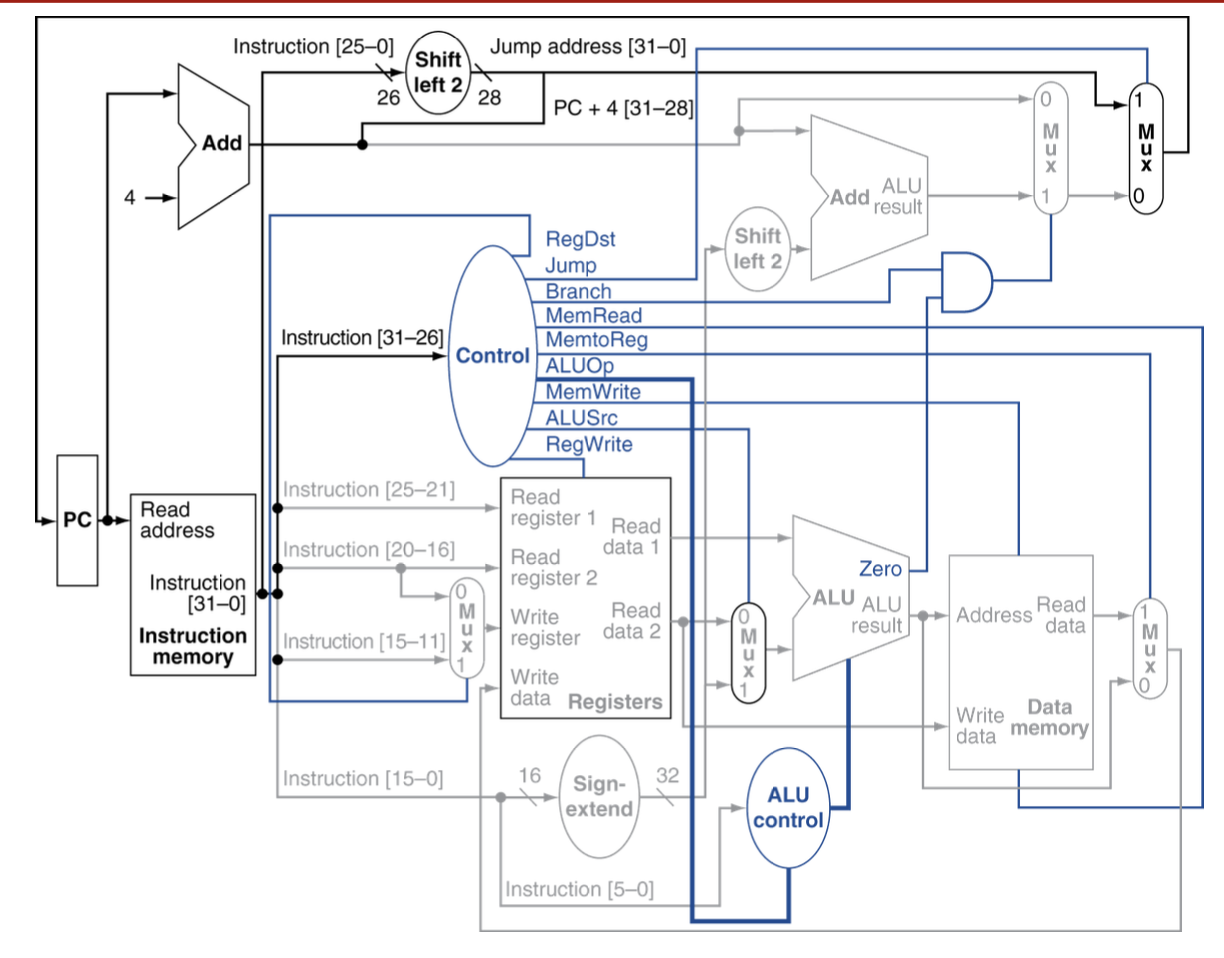 Instruction [25–0]
Shift
left 2
Jump address [31–0]
26
28
PC + 4 [31–28]
Add
4
0
M
u
x
1
1
M
u
x
0
Add
ALU
result
Shift
left 2
RegDst
Jump
Branch
MemRead
MemtoReg
ALUOp
MemWrite
ALUSrc
RegWrite
Instruction [31–26]
Control
PC
Read
address
Instruction
[31–0]
Instruction
memory
Instruction [25–21]
Instruction [20–16]
Instruction [15–11]
0
M
u
x
1
Read
register 1
Read
register 2
Write
register
Write
data
Read
data 1
Read
data 2
Registers
0
M
u
x
1
Zero
ALU
ALU
result
Address
Read
data
Write
data
Data
memory
1
M
u
x
0
Instruction [15–0]
16
Sign-
extend
32
ALU
control
Instruction [5–0]